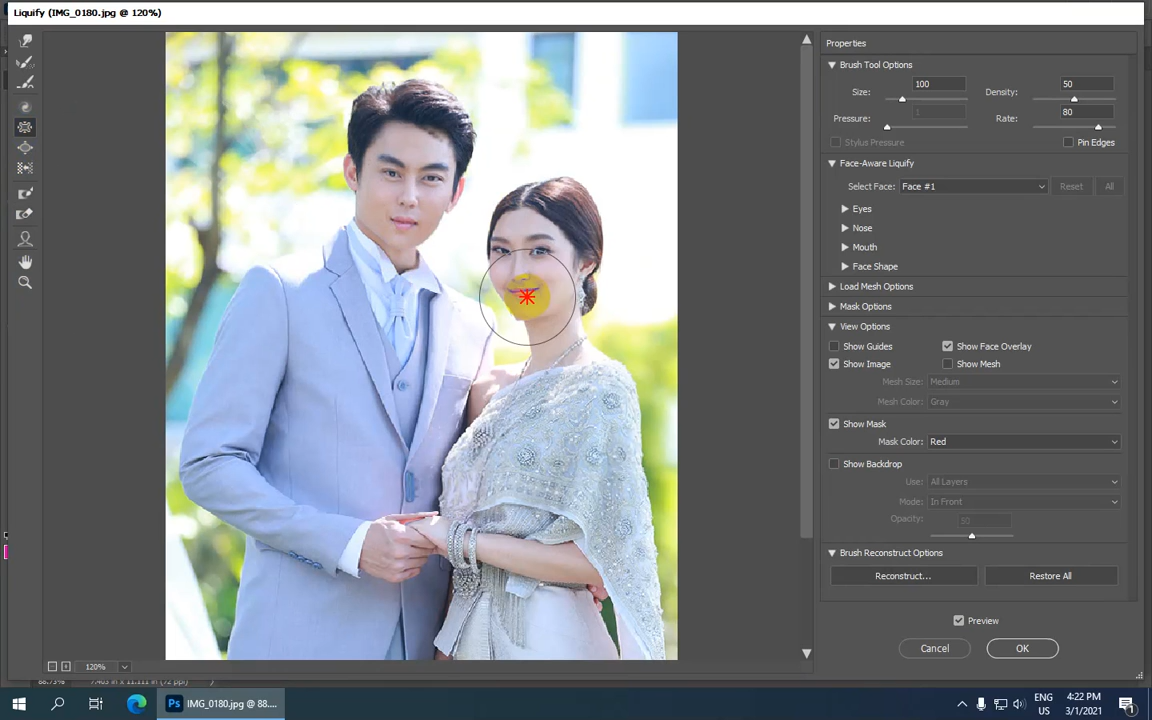 Liquify (IMG_0180.jpg @ 120%)
Properties
Brush Tool Options
Size: 100 Density: 50
Pressure: 1 Rate: 80
Stylus Pressure Pin Edges
Face-Aware Liquify
Select Face: Face #1 Reset All
Eyes
Nose
Mouth
Face Shape
Load Mesh Options
Mask Options
View Options
Show Guides Show Face Overlay
Show Image Show Mesh
Mesh Size: Medium
Mesh Color: Gray
Show Mask
Mask Color: Red
Show Backdrop
Use: All Layers
Mode: In Front
Opacity: 50
Brush Reconstruct Options
Reconstruct... Restore All
Preview
Cancel OK
120%
Ps IMG_0180.jpg @ 88....
ENG
US
4:22 PM
3/1/2021
1